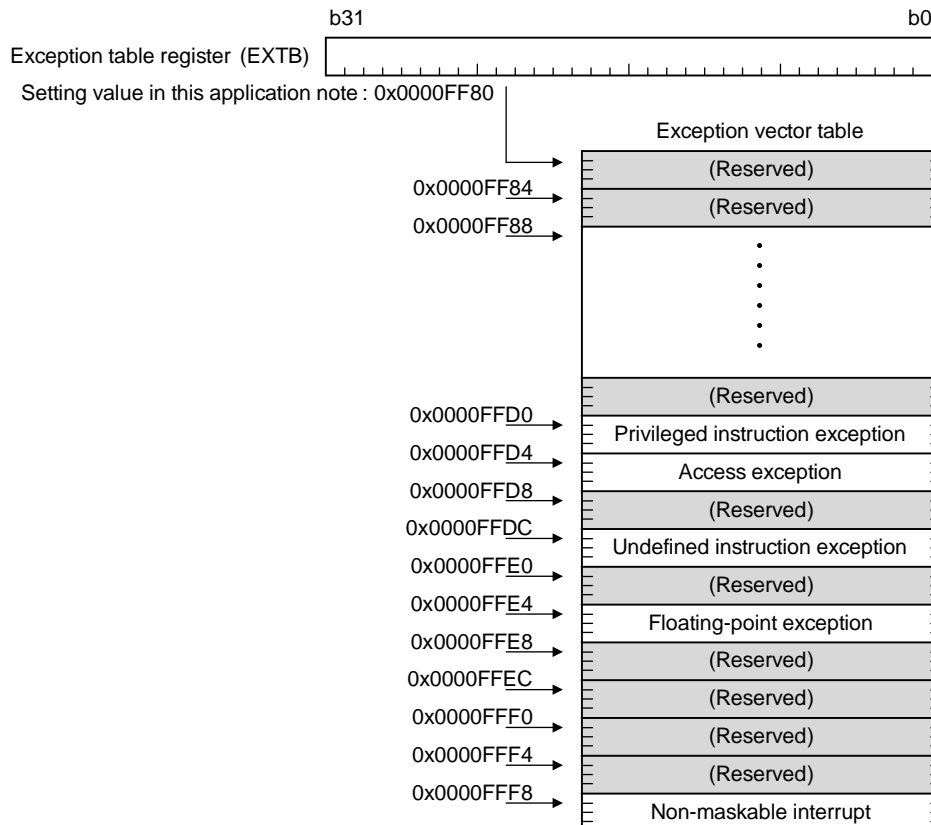 b31 b0
Exception table register (EXTB)
Setting value in this application note : 0x0000FF80
Exception vector table
(Reserved)
0x0000FF84
(Reserved)
0x0000FF88
(Reserved)
0x0000FFD0
Privileged instruction exception
0x0000FFD4
Access exception
0x0000FFD8
(Reserved)
0x0000FFDC
Undefined instruction exception
0x0000FFE0
(Reserved)
0x0000FFE4
Floating-point exception
0x0000FFE8
(Reserved)
0x0000FFEC
(Reserved)
0x0000FFF0
(Reserved)
0x0000FFF4
(Reserved)
0x0000FFF8
Non-maskable interrupt